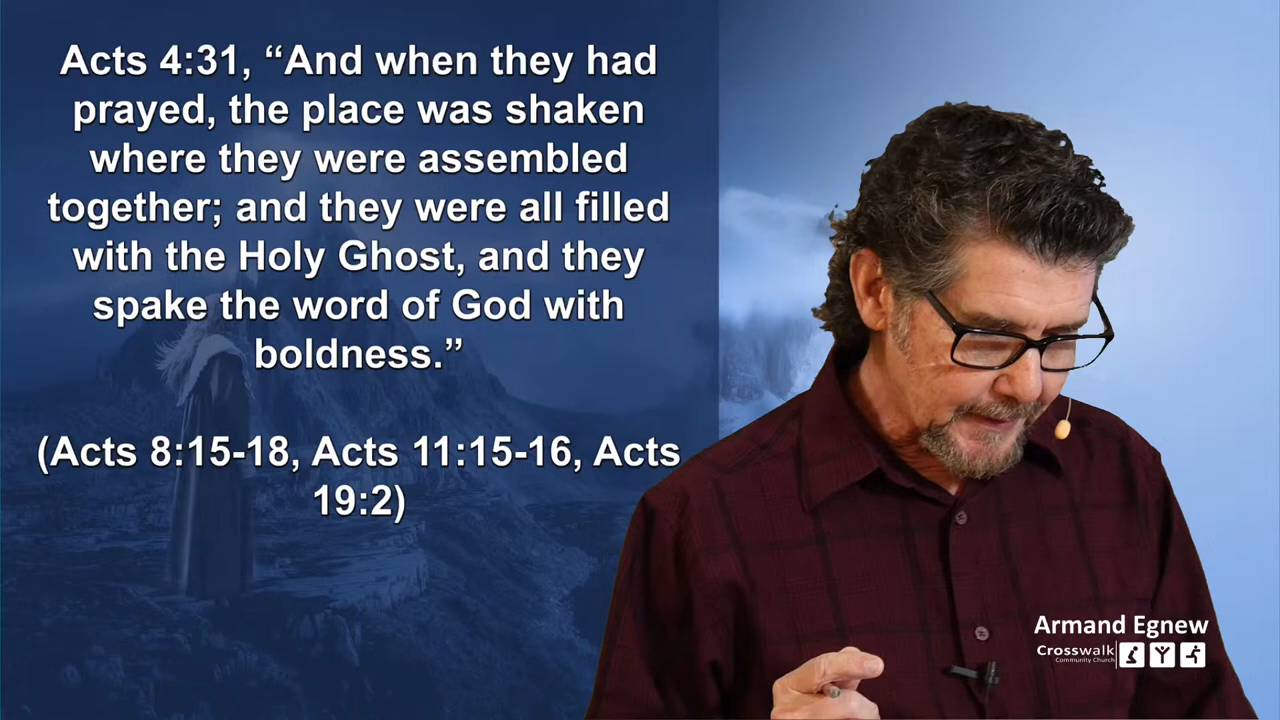 Acts 4:31, “And when they had
prayed, the place was shaken
where they were assembled
together; and they were all filled
with the Holy Ghost, and they
spake the word of God with
boldness.”
(Acts 8:15-18, Acts 11:15-16, Acts
19:2)
Armand Egnew
Crosswalk
Community Church